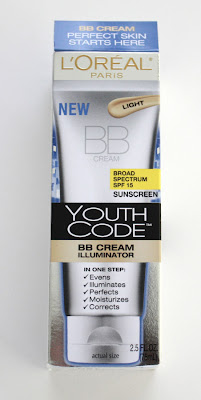 BB CREAM
PERFECT SKIN
STARTS HERE
L'ORÉAL
PARIS
NEW
LIGHT
BB
CREAM
BROAD
SPECTRUM
SPF 15
SUNSCREEN
YOUTH
CODE™
BB CREAM
ILLUMINATOR
IN ONE STEP:
✓Evens
✓Illuminates
✓Perfects
✓Moisturizes
✓Corrects
actual size
2.5 FL.OZ.